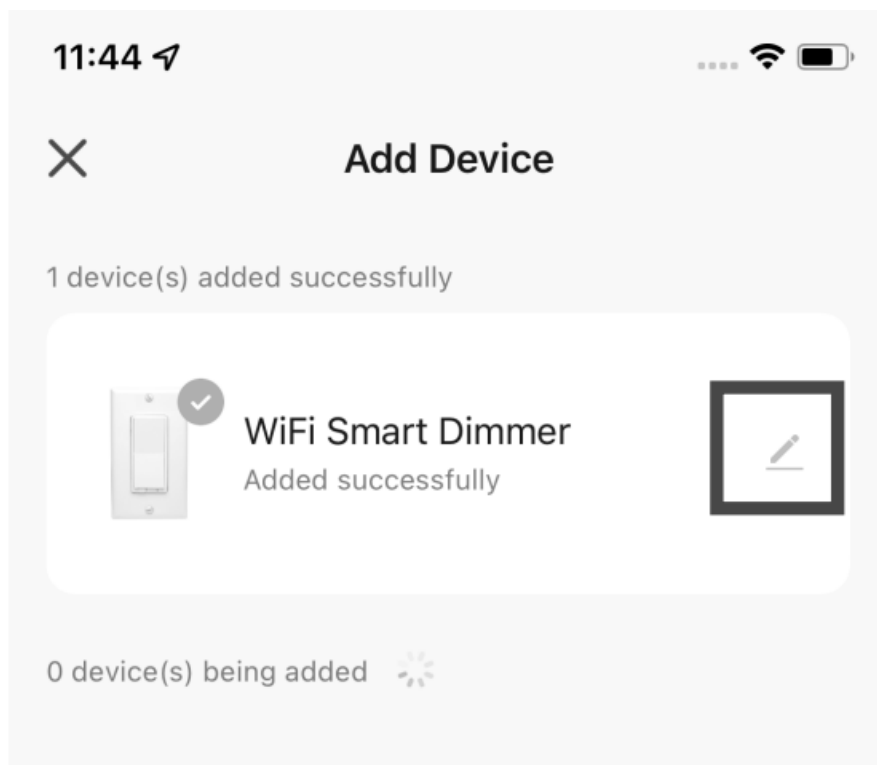 11:44
Add Device
1 device(s) added successfully
WiFi Smart Dimmer
Added successfully
0 device(s) being added